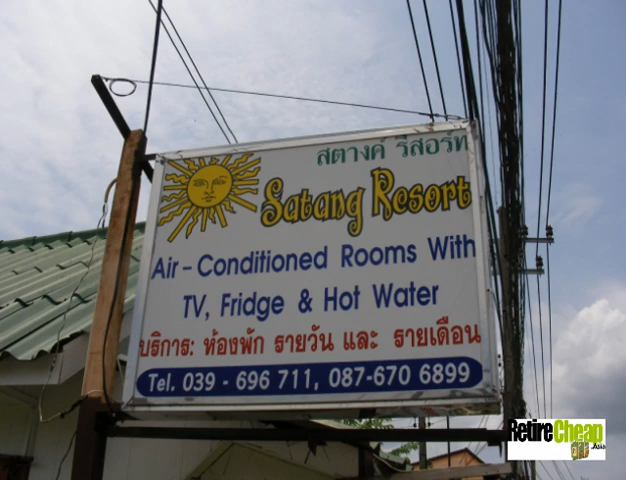 สตางค์ รีสอร์ท
Satang Resort
Air-Conditioned Rooms With
TV, Fridge & Hot Water
บริการ: ห้องพัก รายวัน และ รายเดือน
Tel. 039 - 696 711, 087-670 6899
RetireCheap
.Asia